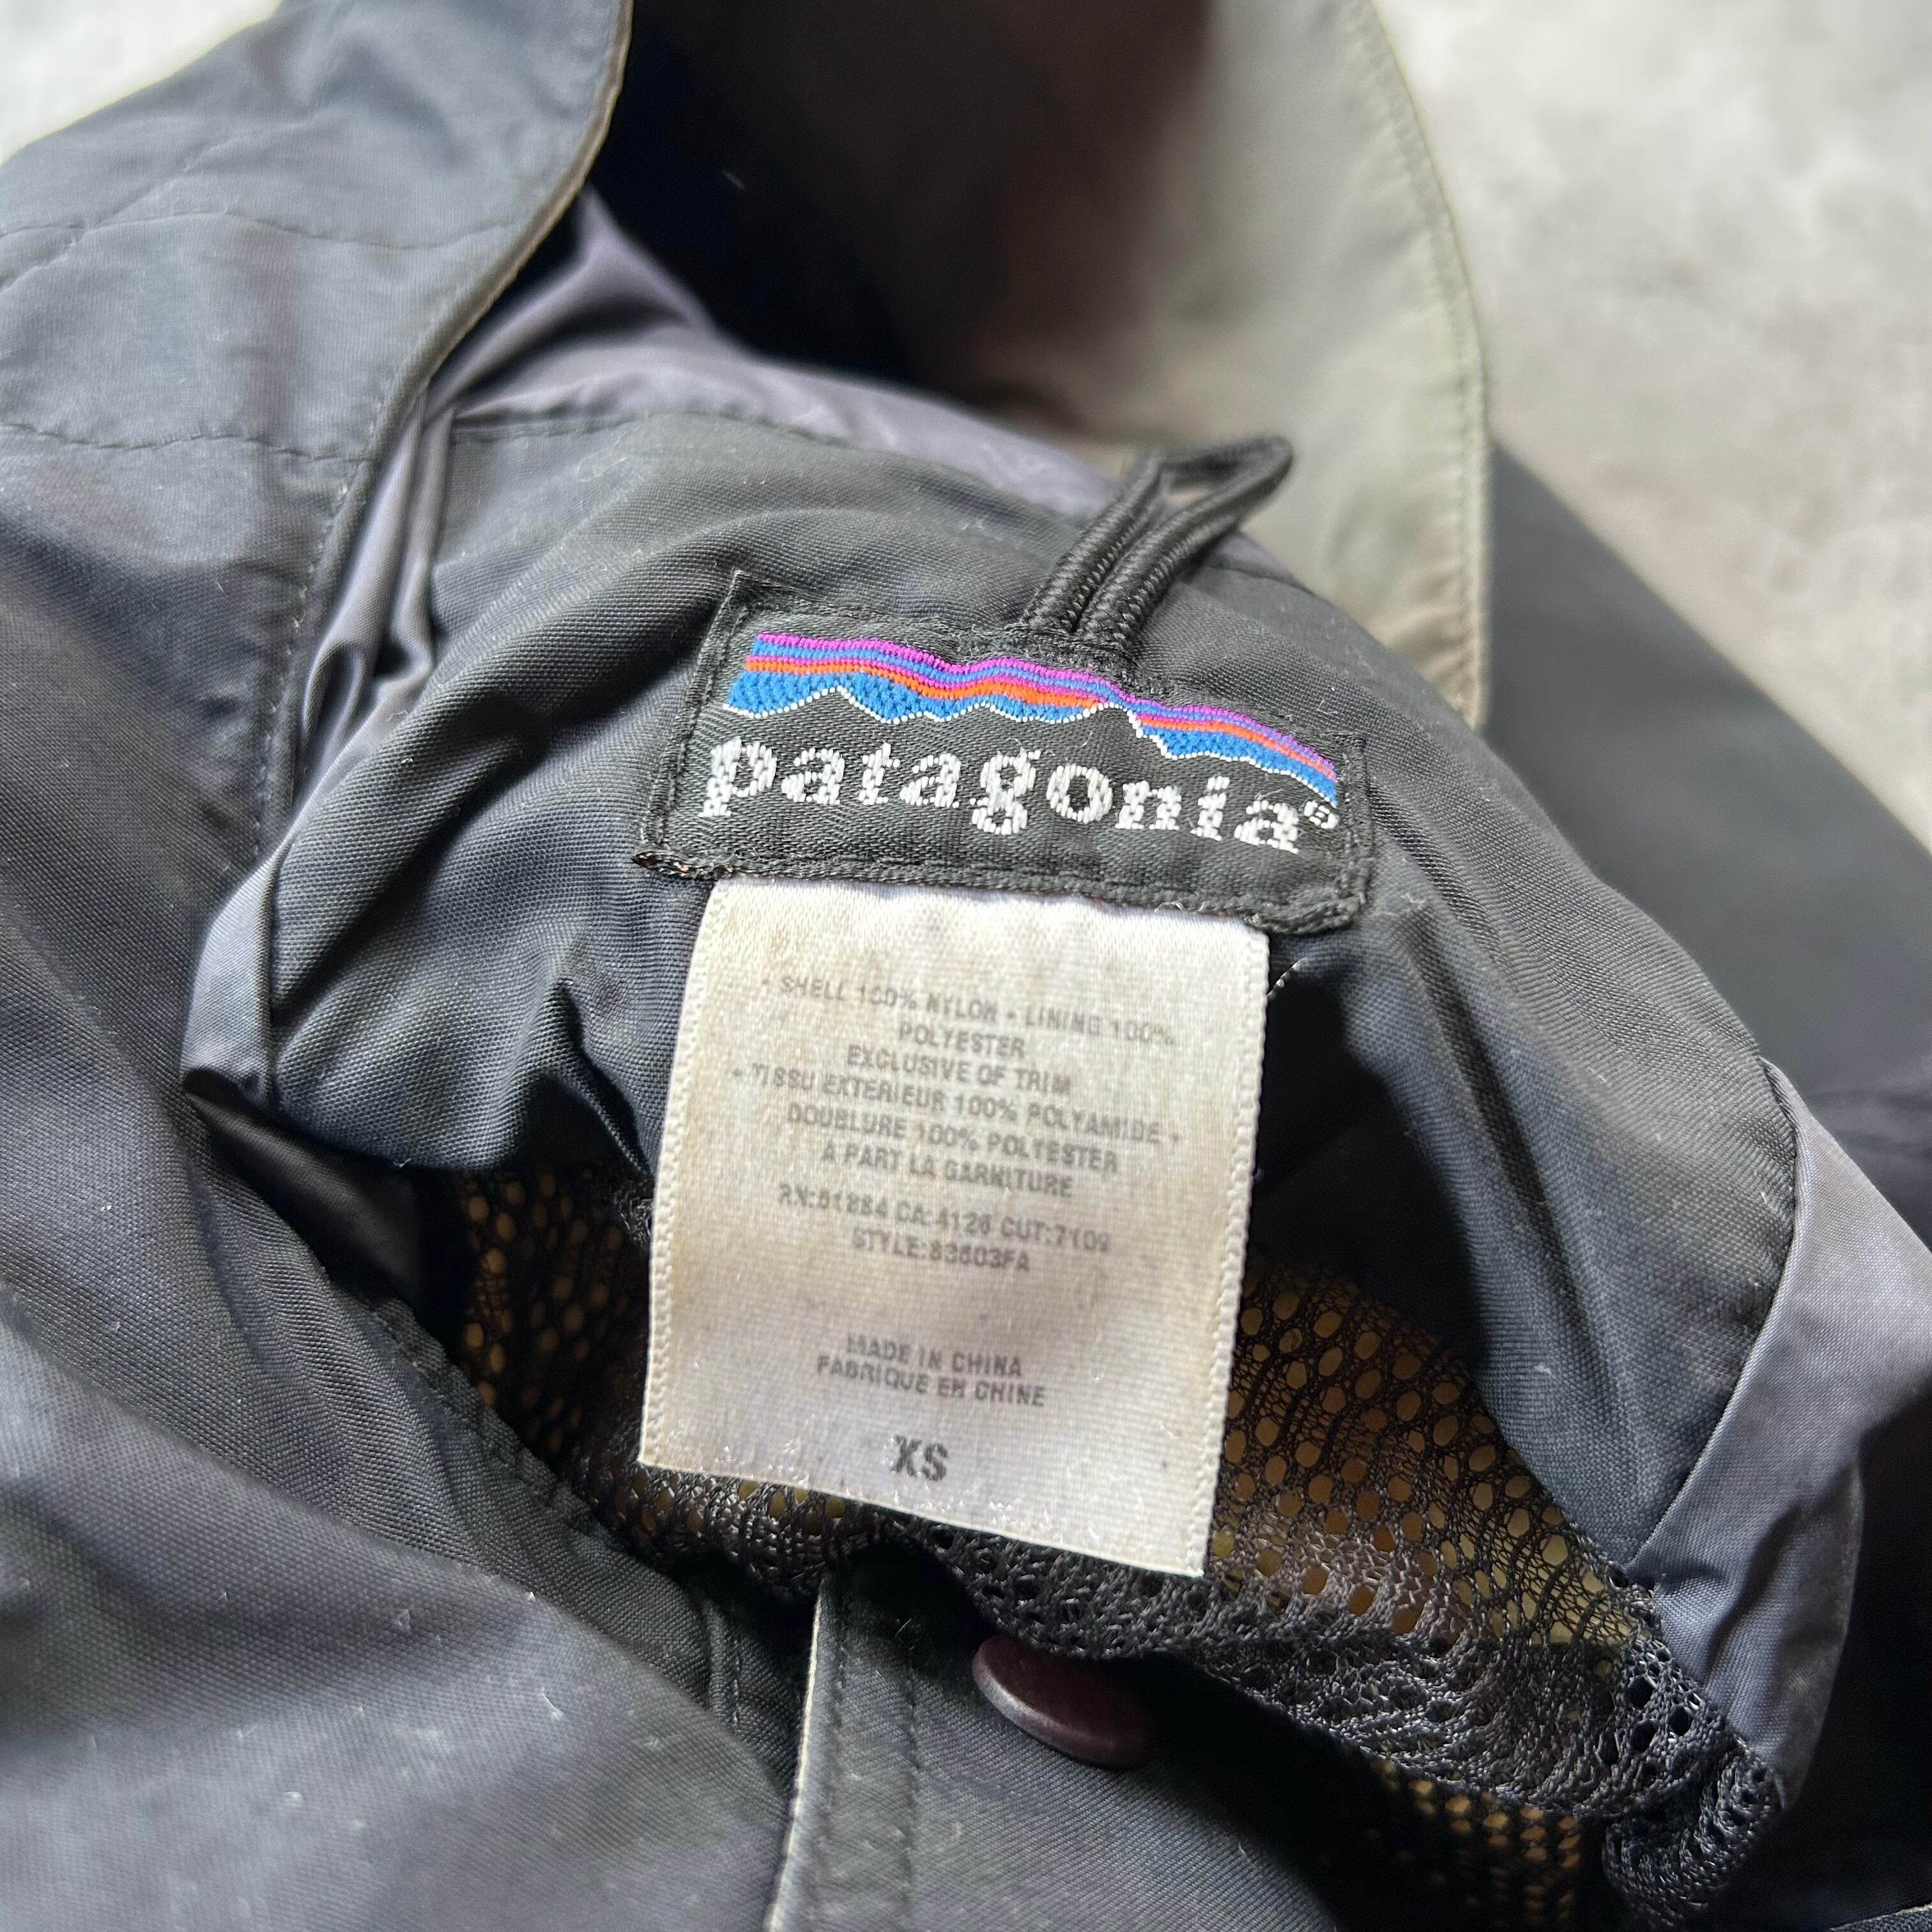 patagonia®
• SHELL 100% NYLON • LINING 100%
POLYESTER
EXCLUSIVE OF TRIM
• TISSU EXTERIEUR 100% POLYAMIDE •
DOUBLURE 100% POLYESTER
A PART LA GARNITURE
RN:51884 CA:4126 CUT:7109
STYLE:83603FA
MADE IN CHINA
FABRIQUE EN CHINE
XS